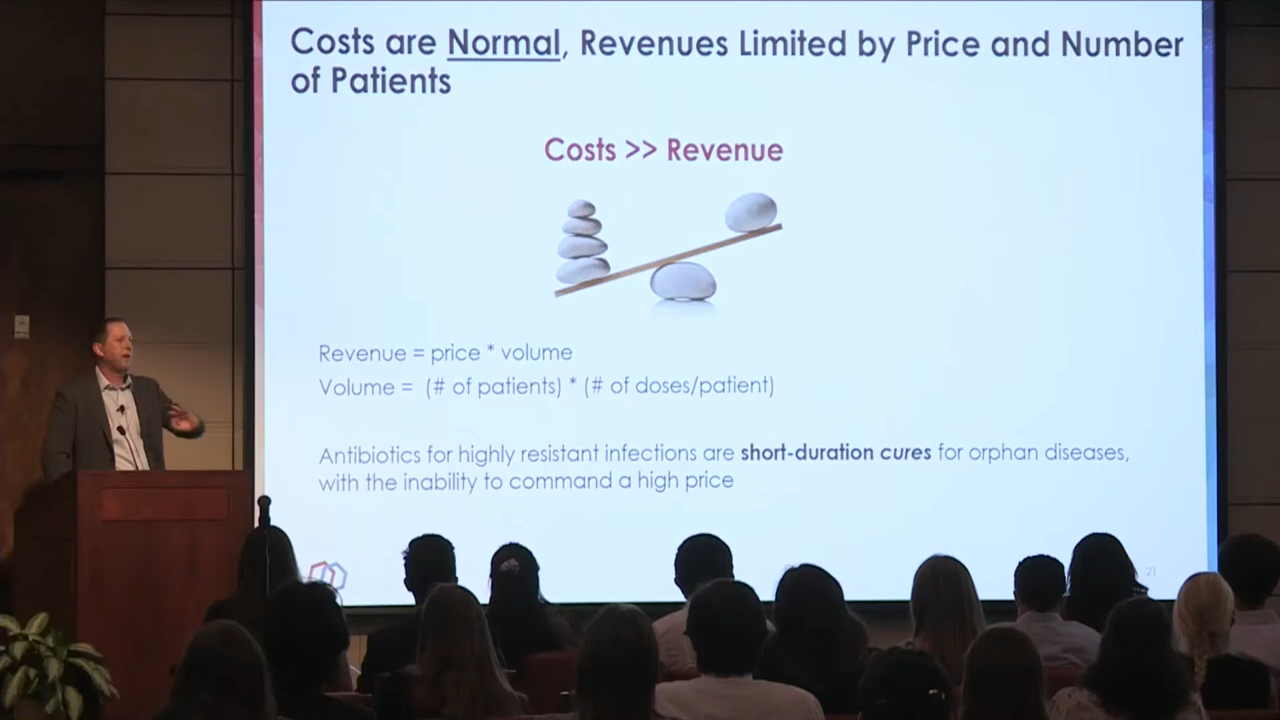 Costs are Normal, Revenues Limited by Price and Number
of Patients
Costs >> Revenue
Revenue = price * volume
Volume = (# of patients) * (# of doses/patient)
Antibiotics for highly resistant infections are short-duration cures for orphan diseases,
with the inability to command a high price
21